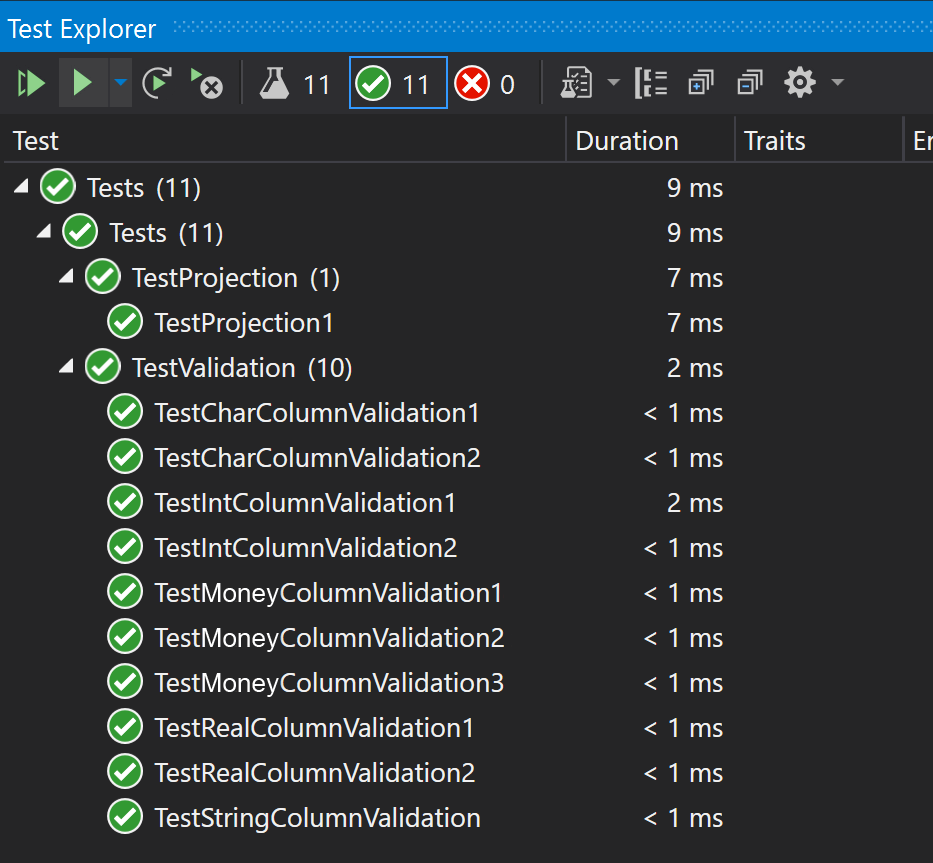 Test Explorer
11 11 0
Test Duration Traits Er
Tests (11) 9 ms
Tests (11) 9 ms
TestProjection (1) 7 ms
TestProjection1 7 ms
TestValidation (10) 2 ms
TestCharColumnValidation1 < 1 ms
TestCharColumnValidation2 < 1 ms
TestIntColumnValidation1 2 ms
TestIntColumnValidation2 < 1 ms
TestMoneyColumnValidation1 < 1 ms
TestMoneyColumnValidation2 < 1 ms
TestMoneyColumnValidation3 < 1 ms
TestRealColumnValidation1 < 1 ms
TestRealColumnValidation2 < 1 ms
TestStringColumnValidation < 1 ms